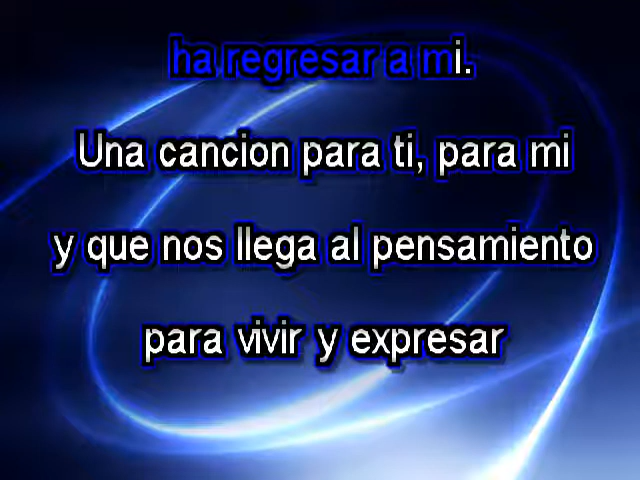 ha regresar a mi.
Una cancion para ti, para mi
y que nos llega al pensamiento
para vivir y expresar